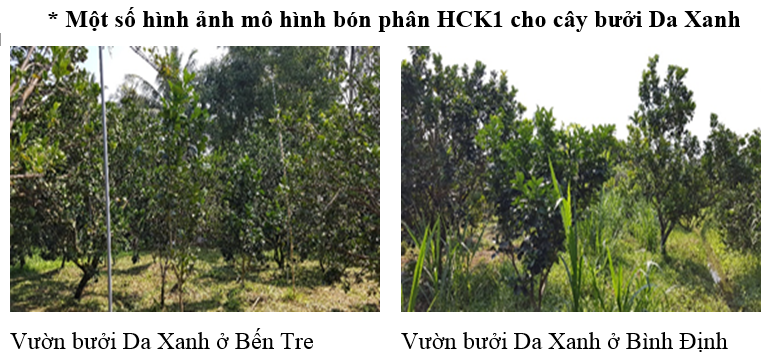 * Một số hình ảnh mô hình bón phân HCK1 cho cây bưởi Da Xanh
Vườn bưởi Da Xanh ở Bến Tre
Vườn bưởi Da Xanh ở Bình Định